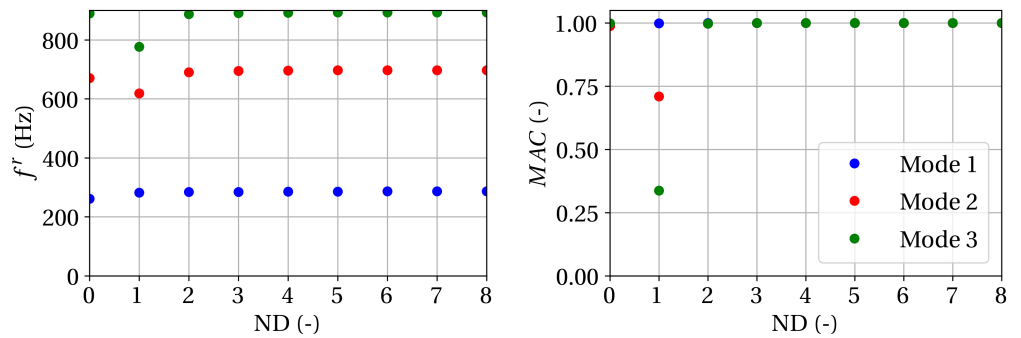 800
600
400
200
0
f^r (Hz)
0 1 2 3 4 5 6 7 8
ND (-)
1.00
0.75
0.50
0.25
0.00
MAC (-)
Mode 1
Mode 2
Mode 3
0 1 2 3 4 5 6 7 8
ND (-)